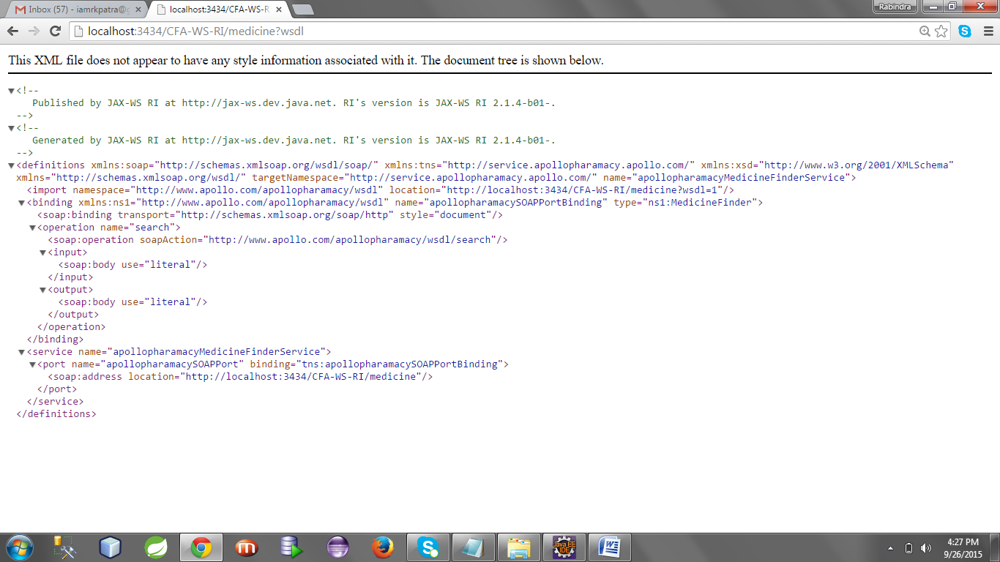 Inbox (57) - iamrkpatra@g
localhost:3434/CFA-WS-R
Rabindra
localhost:3434/CFA-WS-RI/medicine?wsdl
This XML file does not appear to have any style information associated with it. The document tree is shown below.
▼<!--
Published by JAX-WS RI at http://jax-ws.dev.java.net. RI's version is JAX-WS RI 2.1.4-b01-.
-->
▼<!--
Generated by JAX-WS RI at http://jax-ws.dev.java.net. RI's version is JAX-WS RI 2.1.4-b01-.
-->
▼<definitions xmlns:soap="http://schemas.xmlsoap.org/wsdl/soap/" xmlns:tns="http://service.apollopharamacy.apollo.com/" xmlns:xsd="http://www.w3.org/2001/XMLSchema"
xmlns="http://schemas.xmlsoap.org/wsdl/" targetNamespace="http://service.apollopharamacy.apollo.com/" name="apollopharamacyMedicineFinderService">
<import namespace="http://www.apollo.com/apollopharamacy/wsdl" location="http://localhost:3434/CFA-WS-RI/medicine?wsdl=1"/>
▼<binding xmlns:ns1="http://www.apollo.com/apollopharamacy/wsdl" name="apollopharamacySOAPPortBinding" type="ns1:MedicineFinder">
<soap:binding transport="http://schemas.xmlsoap.org/soap/http" style="document"/>
▼<operation name="search">
<soap:operation soapAction="http://www.apollo.com/apollopharamacy/wsdl/search"/>
▼<input>
<soap:body use="literal"/>
</input>
▼<output>
<soap:body use="literal"/>
</output>
</operation>
</binding>
▼<service name="apollopharamacyMedicineFinderService">
▼<port name="apollopharamacySOAPPort" binding="tns:apollopharamacySOAPPortBinding">
<soap:address location="http://localhost:3434/CFA-WS-RI/medicine"/>
</port>
</service>
</definitions>
Java EE
IDE
4:27 PM
9/26/2015